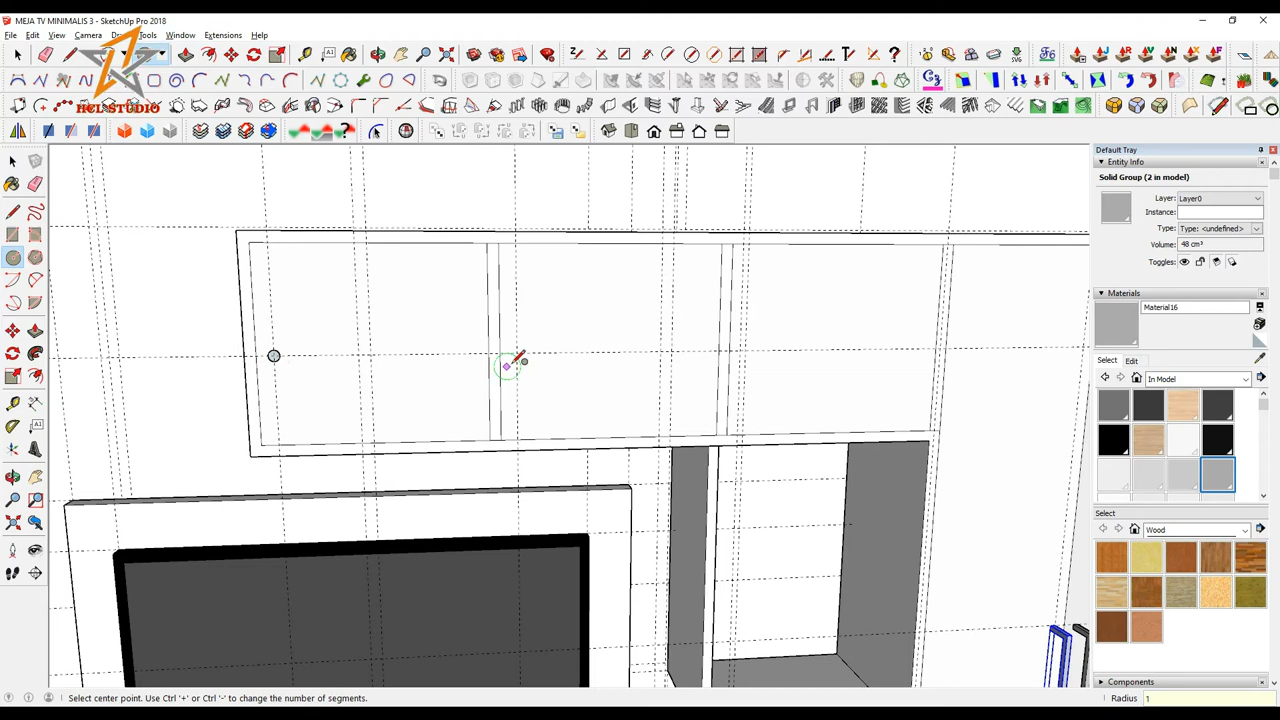 MEJA TV MINIMALIS 3 - SketchUp Pro 2018
File Edit View Camera Draw Tools Window Extensions Help
HCL STUDIO
Default Tray
Entity Info
Solid Group (2 in model)
Layer: Layer0
Instance:
Type: Type: <undefined>
Volume: 48 cm³
Toggles:
Materials
Material16
Select Edit
In Model
Select
Wood
Components
Select center point. Use Ctrl '+' or Ctrl '-' to change the number of segments.
Radius 1